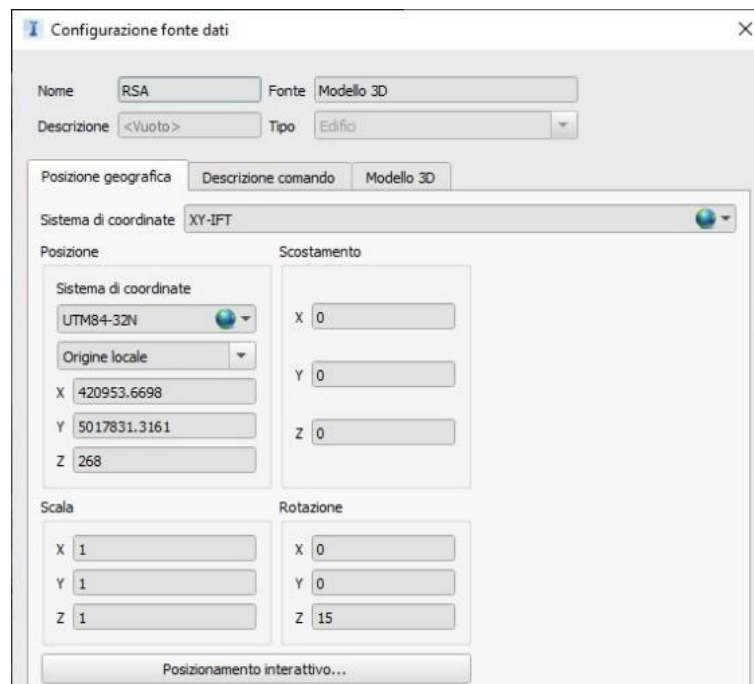 Configurazione fonte dati
Nome RSA Fonte Modello 3D
Descrizione <Vuoto> Tipo Edifici
Posizione geografica Descrizione comando Modello 3D
Sistema di coordinate XY-IFT
Posizione Scostamento
Sistema di coordinate
UTM84-32N X 0
Origine locale
X 420953.6698 Y 0
Y 5017831.3161
Z 268 Z 0
Scala Rotazione
X 1 X 0
Y 1 Y 0
Z 1 Z 15
Posizionamento interattivo...